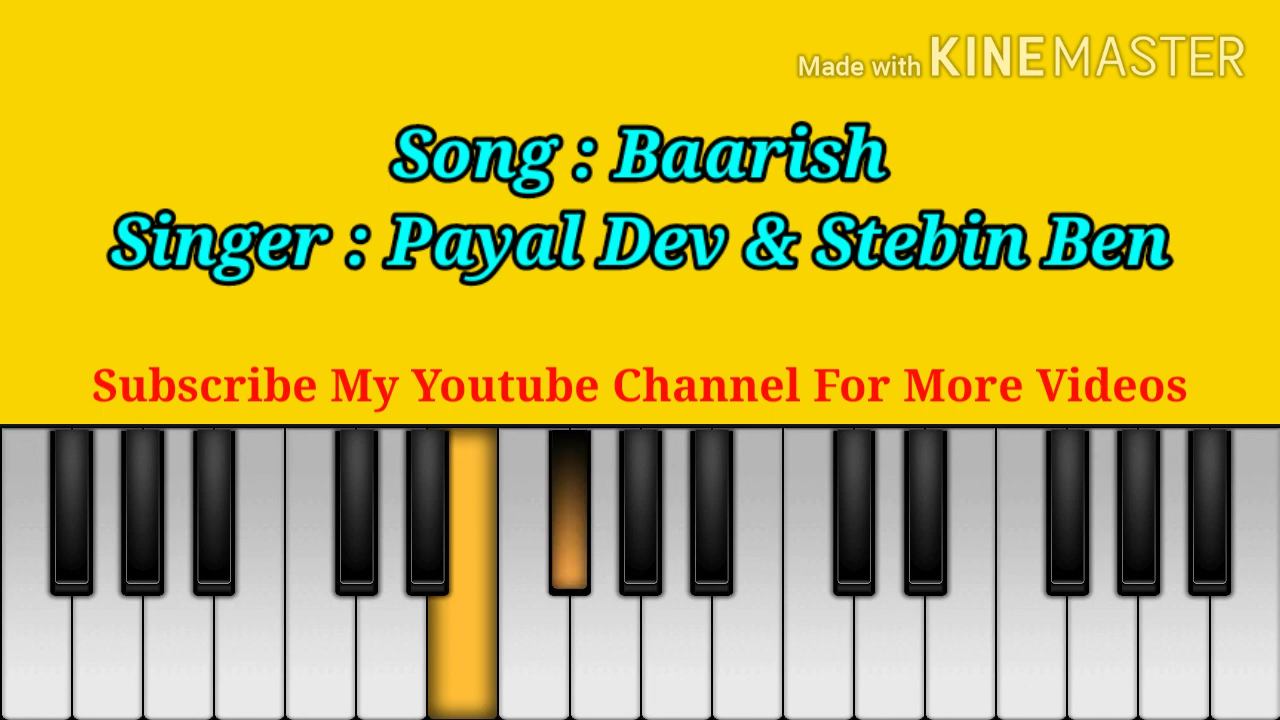 Made with KINEMASTER
Song : Baarish
Singer : Payal Dev & Stebin Ben
Subscribe My Youtube Channel For More Videos